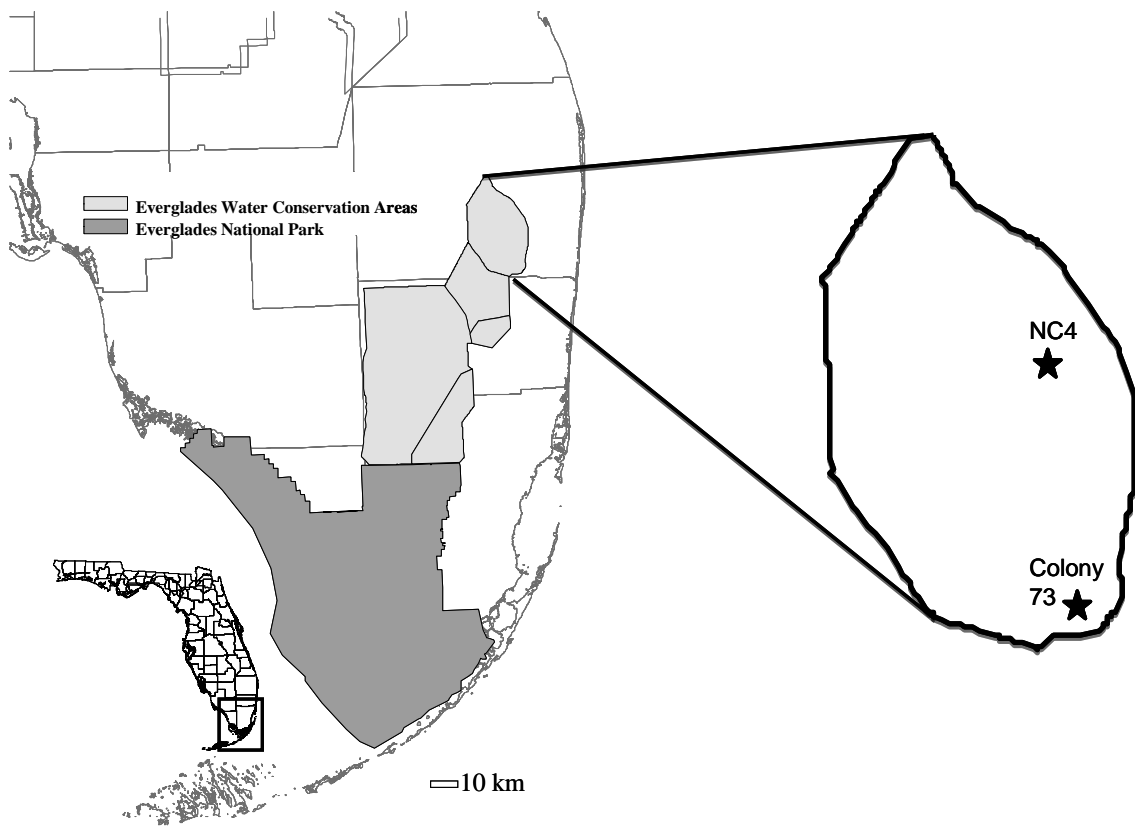 Everglades Water Conservation Areas
Everglades National Park
NC4
Colony
73
10 km